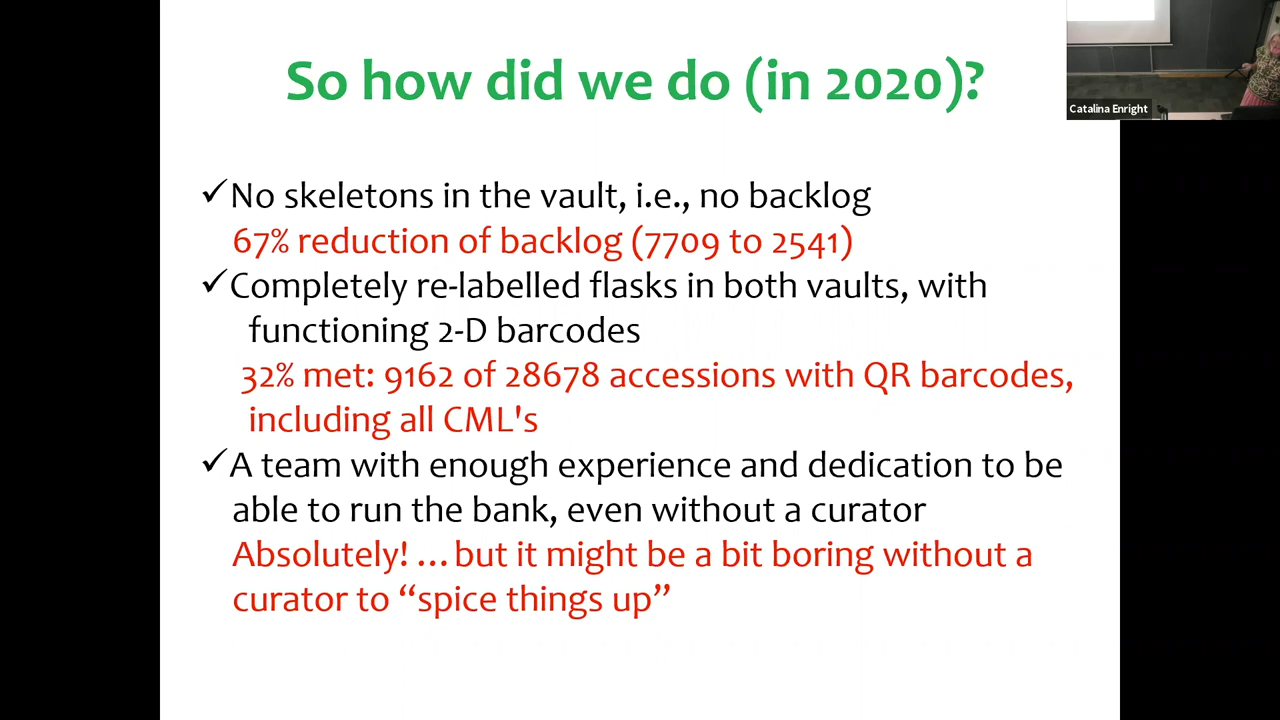 So how did we do (in 2020)?
Catalina Enright
✓No skeletons in the vault, i.e., no backlog
67% reduction of backlog (7709 to 2541)
✓Completely re-labelled flasks in both vaults, with
functioning 2-D barcodes
32% met: 9162 of 28678 accessions with QR barcodes,
including all CML's
✓A team with enough experience and dedication to be
able to run the bank, even without a curator
Absolutely! …but it might be a bit boring without a
curator to “spice things up”